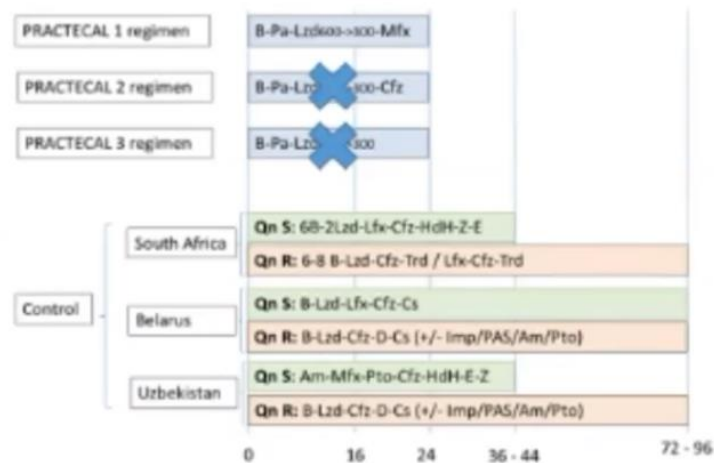 PRACTECAL 1 regimen B-Pa-Lzd600->300-Mfx
PRACTECAL 2 regimen B-Pa-Lz 300-Cfz
PRACTECAL 3 regimen B-Pa-Lz >300
Control
South Africa
Qn S: 6B-2Lzd-Lfx-Cfz-HdH-Z-E
Qn R: 6-8 B-Lzd-Cfz-Trd / Lfx-Cfz-Trd
Belarus
Qn S: B-Lzd-Lfx-Cfz-Cs
Qn R: B-Lzd-Cfz-D-Cs (+/- Imp/PAS/Am/Pto)
Uzbekistan
Qn S: Am-Mfx-Pto-Cfz-HdH-E-Z
Qn R: B-Lzd-Cfz-D-Cs (+/- Imp/PAS/Am/Pto)
0 16 24 36 - 44 72 - 96